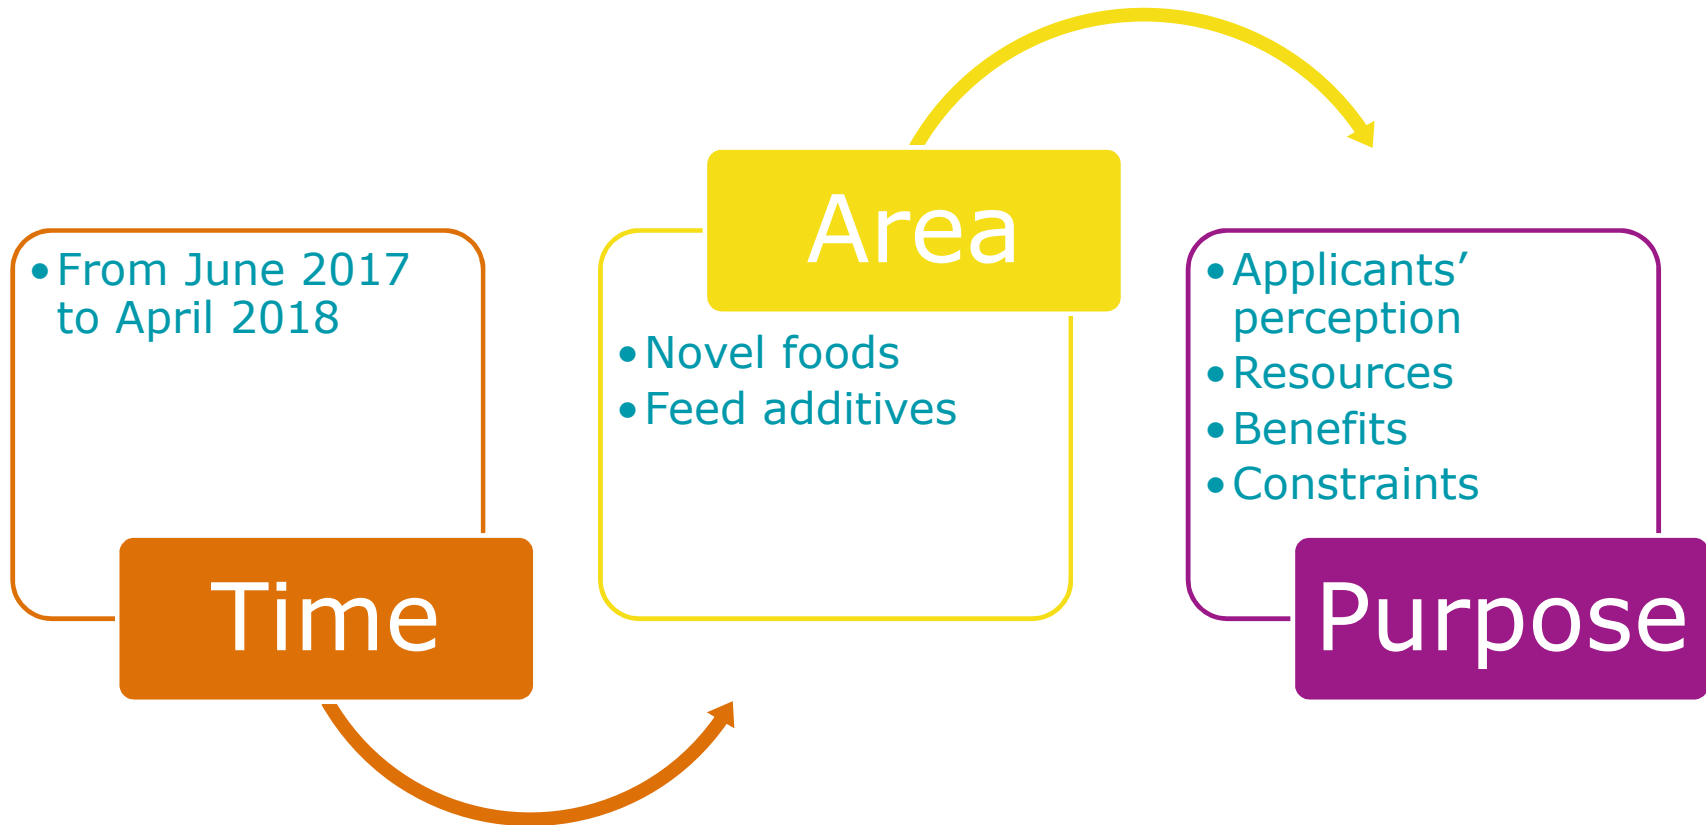 • From June 2017
to April 2018
Time
Area
• Novel foods
• Feed additives
• Applicants’
perception
• Resources
• Benefits
• Constraints
Purpose